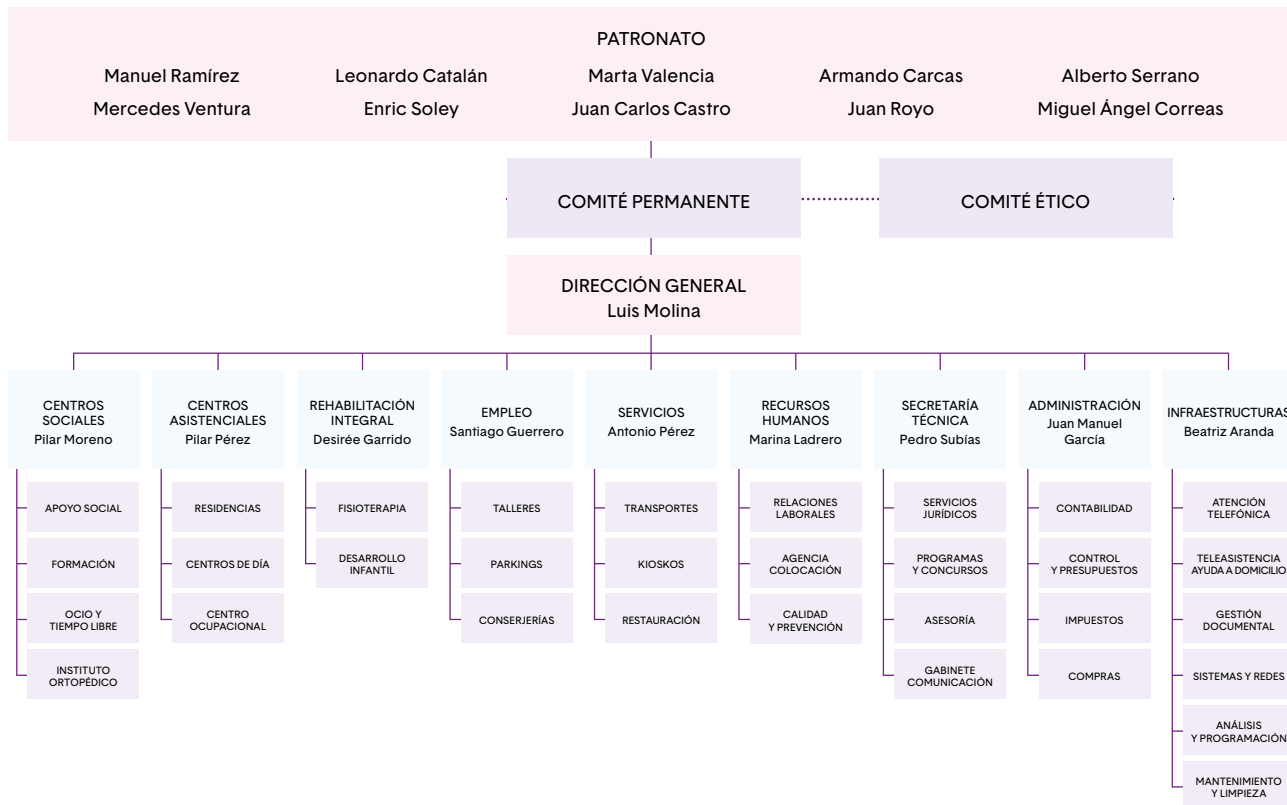 PATRONATO
Manuel Ramírez
Leonardo Catalán
Marta Valencia
Armando Carcas
Alberto Serrano
Mercedes Ventura
Enric Soley
Juan Carlos Castro
Juan Royo
Miguel Ángel Correas
COMITÉ PERMANENTE
COMITÉ ÉTICO
DIRECCIÓN GENERAL
Luis Molina
CENTROS
SOCIALES
Pilar Moreno
APOYO SOCIAL
FORMACIÓN
OCIO Y
TIEMPO LIBRE
INSTITUTO
ORTOPÉDICO
CENTROS
ASISTENCIALES
Pilar Pérez
RESIDENCIAS
CENTROS DE DÍA
CENTRO
OCUPACIONAL
REHABILITACIÓN
INTEGRAL
Desirée Garrido
FISIOTERAPIA
DESARROLLO
INFANTIL
EMPLEO
Santiago Guerrero
TALLERES
PARKINGS
CONSERJERÍAS
SERVICIOS
Antonio Pérez
TRANSPORTES
KIOSKOS
RESTAURACIÓN
RECURSOS
HUMANOS
Marina Ladrero
RELACIONES
LABORALES
AGENCIA
COLOCACIÓN
CALIDAD
Y PREVENCIÓN
SECRETARÍA
TÉCNICA
Pedro Subías
SERVICIOS
JURÍDICOS
PROGRAMAS
Y CONCURSOS
ASESORÍA
GABINETE
COMUNICACIÓN
ADMINISTRACIÓN
Juan Manuel
García
CONTABILIDAD
CONTROL
Y PRESUPUESTOS
IMPUESTOS
COMPRAS
INFRAESTRUCTURAS
Beatriz Aranda
ATENCIÓN
TELEFÓNICA
TELEASISTENCIA
AYUDA A DOMICILIO
GESTIÓN
DOCUMENTAL
SISTEMAS Y REDES
ANÁLISIS
Y PROGRAMACIÓN
MANTENIMIENTO
Y LIMPIEZA